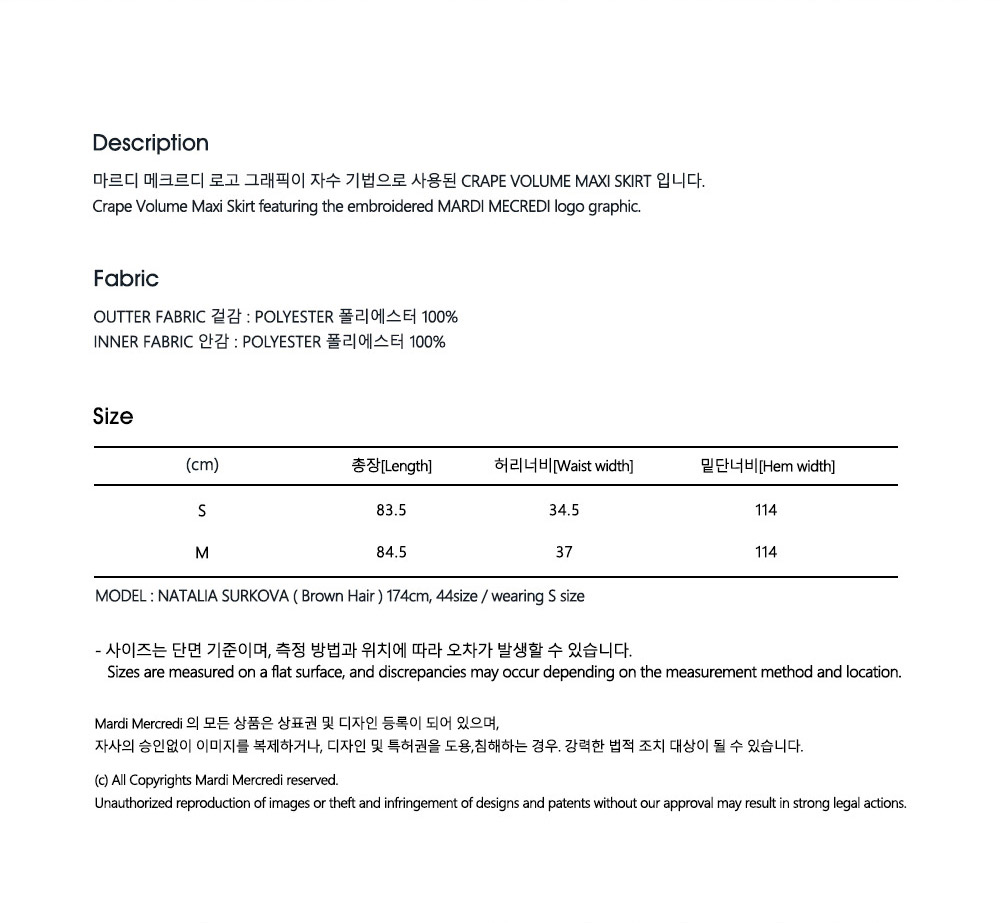 Description
마르디 메크르디 로고 그래픽이 자수 기법으로 사용된 CRAPE VOLUME MAXI SKIRT 입니다.
Crape Volume Maxi Skirt featuring the embroidered MARDI MECREDI logo graphic.
Fabric
OUTTER FABRIC 겉감 : POLYESTER 폴리에스터 100%
INNER FABRIC 안감 : POLYESTER 폴리에스터 100%
Size
(cm) 총장[Length] 허리너비[Waist width] 밑단너비[Hem width]
S 83.5 34.5 114
M 84.5 37 114
MODEL : NATALIA SURKOVA ( Brown Hair ) 174cm, 44size / wearing S size
- 사이즈는 단면 기준이며, 측정 방법과 위치에 따라 오차가 발생할 수 있습니다.
Sizes are measured on a flat surface, and discrepancies may occur depending on the measurement method and location.
Mardi Mercredi 의 모든 상품은 상표권 및 디자인 등록이 되어 있으며,
자사의 승인없이 이미지를 복제하거나, 디자인 및 특허권을 도용,침해하는 경우. 강력한 법적 조치 대상이 될 수 있습니다.
(c) All Copyrights Mardi Mercredi reserved.
Unauthorized reproduction of images or theft and infringement of designs and patents without our approval may result in strong legal actions.